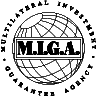 MULTILATERAL INVESTMENT
M.I.G.A.
GUARANTEE AGENCY